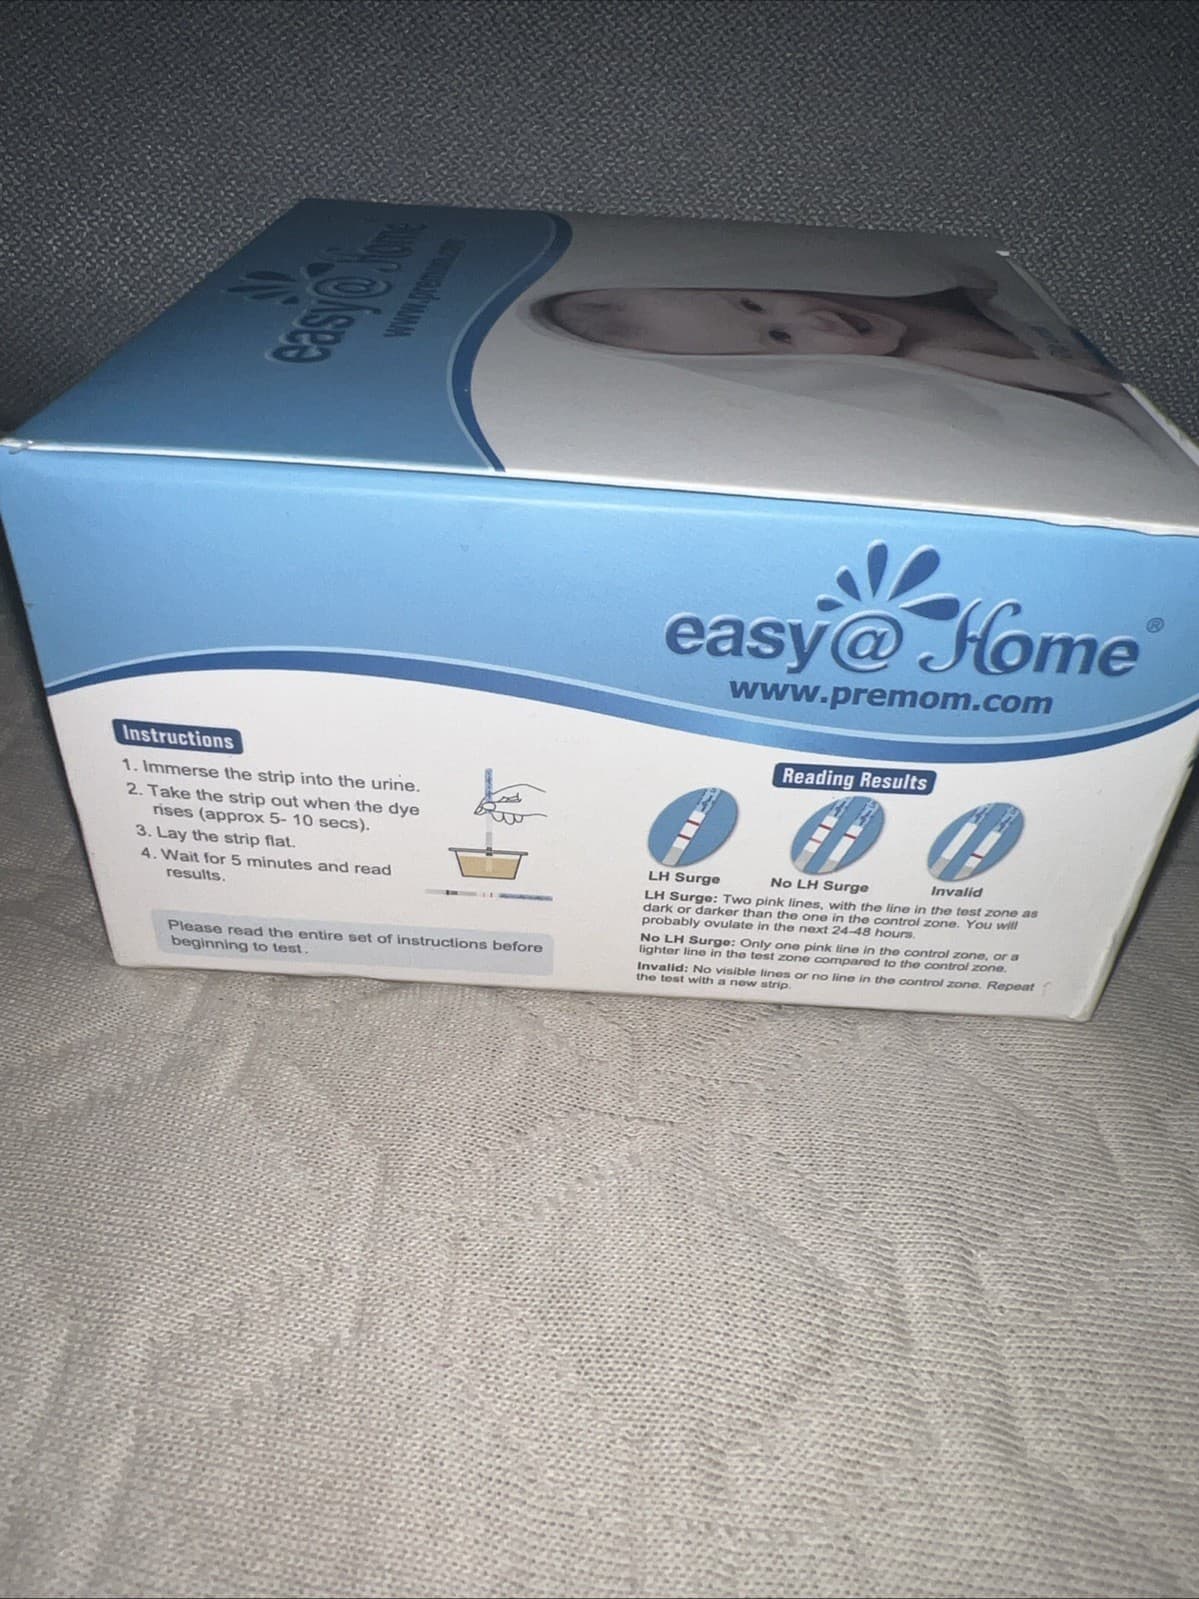 easy@Home
www.premom.com
easy@Home®
www.premom.com
Instructions
1. Immerse the strip into the urine.
2. Take the strip out when the dye
rises (approx 5- 10 secs).
3. Lay the strip flat.
4. Wait for 5 minutes and read
results.
Please read the entire set of instructions before
beginning to test.
Reading Results
LH Surge
No LH Surge
Invalid
LH Surge: Two pink lines, with the line in the test zone as
dark or darker than the one in the control zone. You will
probably ovulate in the next 24-48 hours.
No LH Surge: Only one pink line in the control zone, or a
lighter line in the test zone compared to the control zone.
Invalid: No visible lines or no line in the control zone. Repeat
the test with a new strip.